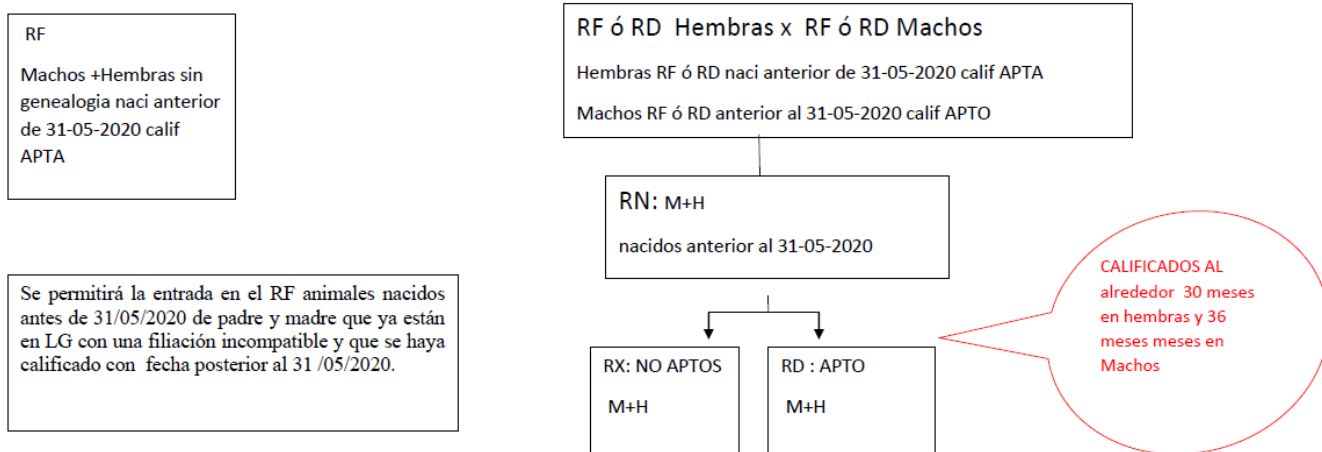 RF
Machos +Hembras sin
genealogia naci anterior
de 31-05-2020 calif
APTA
Se permitirá la entrada en el RF animales nacidos
antes de 31/05/2020 de padre y madre que ya están
en LG con una filiación incompatible y que se haya
calificado con fecha posterior al 31 /05/2020.
RF ó RD Hembras x RF ó RD Machos
Hembras RF ó RD naci anterior de 31-05-2020 calif APTA
Machos RF ó RD anterior al 31-05-2020 calif APTO
RN: M+H
nacidos anterior al 31-05-2020
RX: NO APTOS
M+H
RD : APTO
M+H
CALIFICADOS AL
alrededor 30 meses
en hembras y 36
meses meses en
Machos